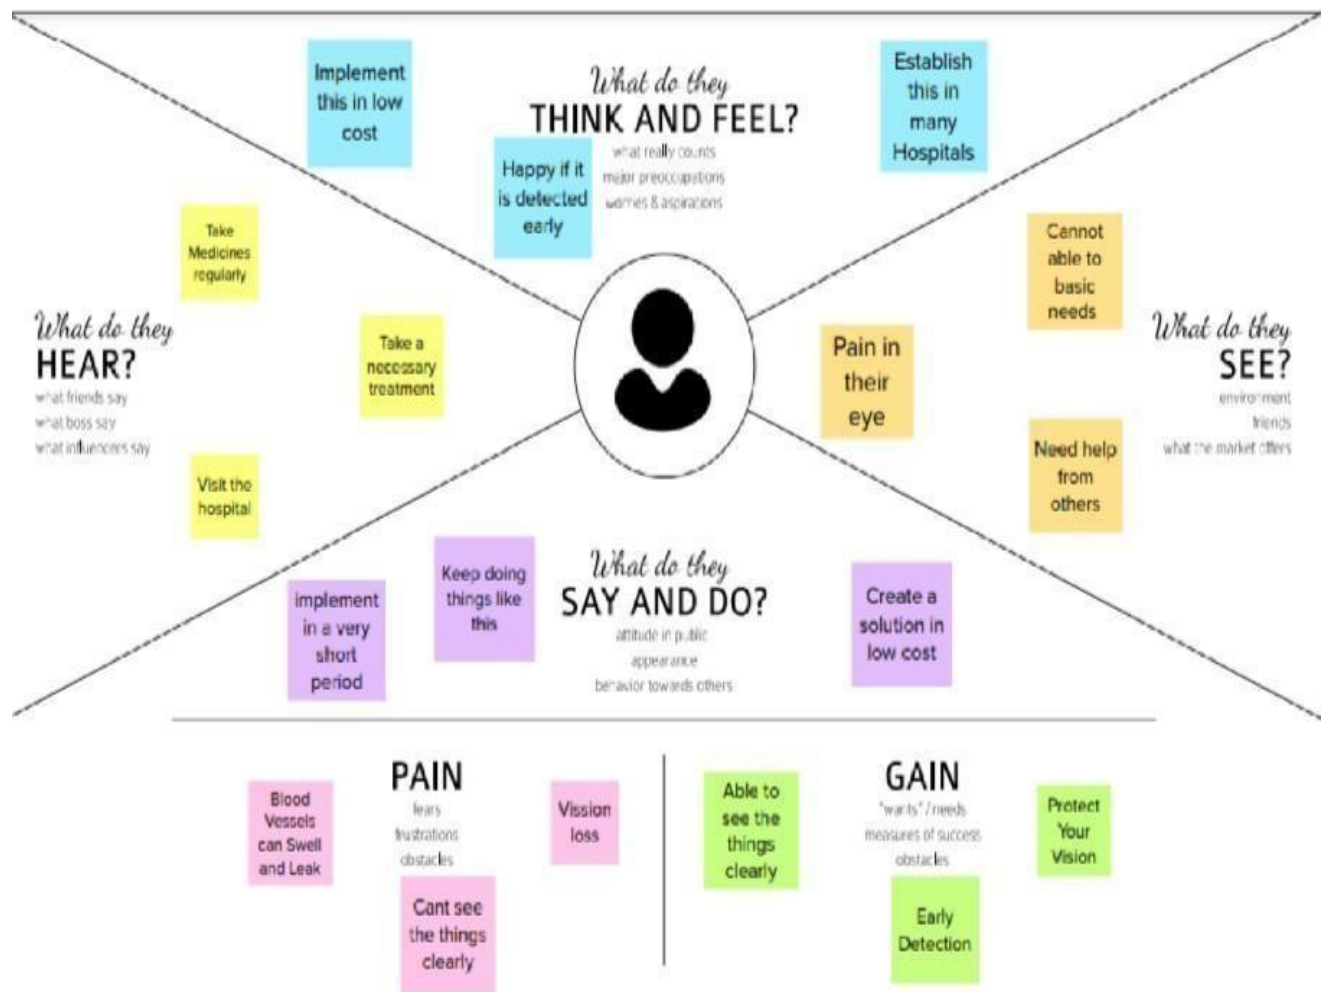 Implement
this in low
cost
What do they
THINK AND FEEL?
what really counts
major preoccupations
worries & aspirations
Happy if it
is detected
early
Establish
this in
many
Hospitals
Take
Medicines
regularly
What do they
HEAR?
what friends say
what boss say
what influencers say
Take a
necessary
treatment
Visit the
hospital
Cannot
able to
basic
needs
Pain in
their
eye
What do they
SEE?
environment
friends
what the market offers
Need help
from
others
implement
in a very
short
period
Keep doing
things like
this
What do they
SAY AND DO?
attitude in public
appearance
behavior towards others
Create a
solution in
low cost
Blood
Vessels
can Swell
and Leak
PAIN
fears
frustrations
obstacles
Vission
loss
Cant see
the things
clearly
Able to
see the
things
clearly
GAIN
"wants" / needs
measures of success
obstacles
Protect
Your
Vision
Early
Detection